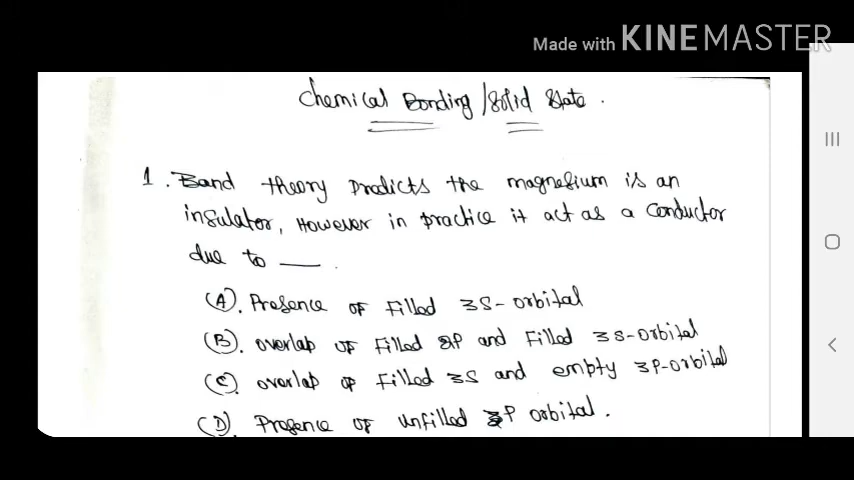 Made with KINEMASTER
Chemical Bonding/Solid State.
1. Band theory predicts the magnesium is an
insulator, However in practice it act as a conductor
due to ___.
(A). Presence of filled 3S-orbital
(B). overlap of filled 2P and filled 3S-orbital
(C). overlap of filled 3S and empty 3P-orbital
(D). Presence of unfilled 3P orbital.